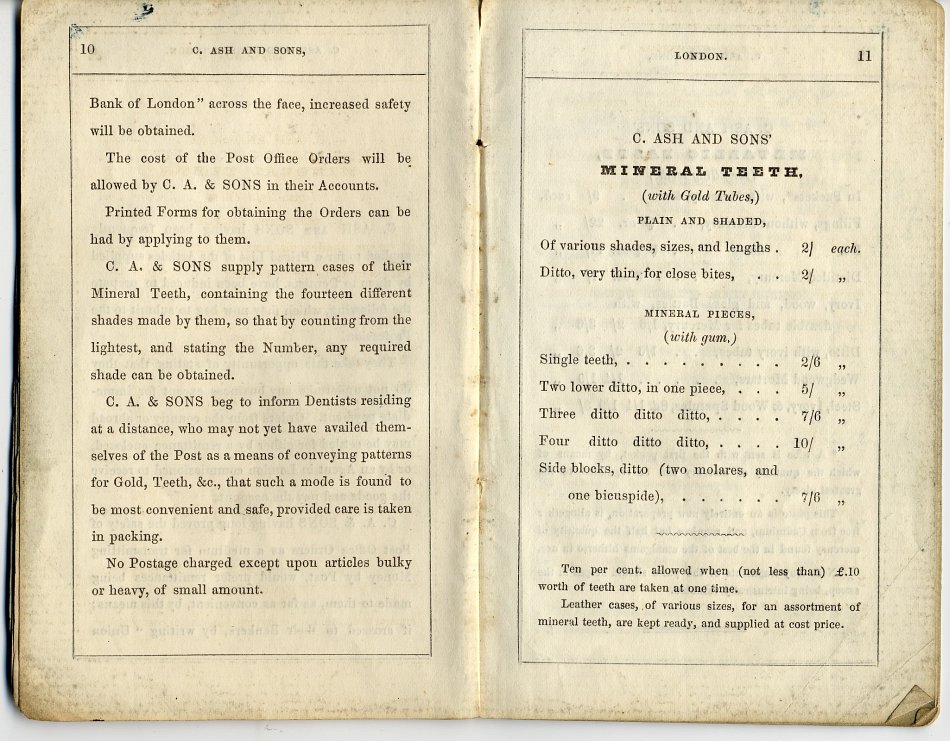 10
C. ASH AND SONS,
Bank of London" across the face, increased safety
will be obtained.
The cost of the Post Office Orders will be
allowed by C. A. & SONS in their Accounts.
Printed Forms for obtaining the Orders can be
had by applying to them.
C. A. & SONS supply pattern cases of their
Mineral Teeth, containing the fourteen different
shades made by them, so that by counting from the
lightest, and stating the Number, any required
shade can be obtained.
C. A. & SONS beg to inform Dentists residing
at a distance, who may not yet have availed them-
selves of the Post as a means of conveying patterns
for Gold, Teeth, &c., that such a mode is found to
be most convenient and safe, provided care is taken
in packing.
No Postage charged except upon articles bulky
or heavy, of small amount.
LONDON.
11
C. ASH AND SONS'
MINERAL TEETH,
(with Gold Tubes,)
PLAIN AND SHADED,
Of various shades, sizes, and lengths . 2/ each.
Ditto, very thin, for close bites, . . 2/ „
MINERAL PIECES,
(with gum.)
Single teeth, . . . . . . . . . 2/6 „
Two lower ditto, in one piece, . . . 5/ „
Three ditto ditto ditto, . . . . 7/6 „
Four ditto ditto ditto, . . . . 10/ „
Side blocks, ditto (two molares, and
one bicuspide), . . . . . . 7/6 „
Ten per cent. allowed when (not less than) £.10
worth of teeth are taken at one time.
Leather cases, of various sizes, for an assortment of
mineral teeth, are kept ready, and supplied at cost price.